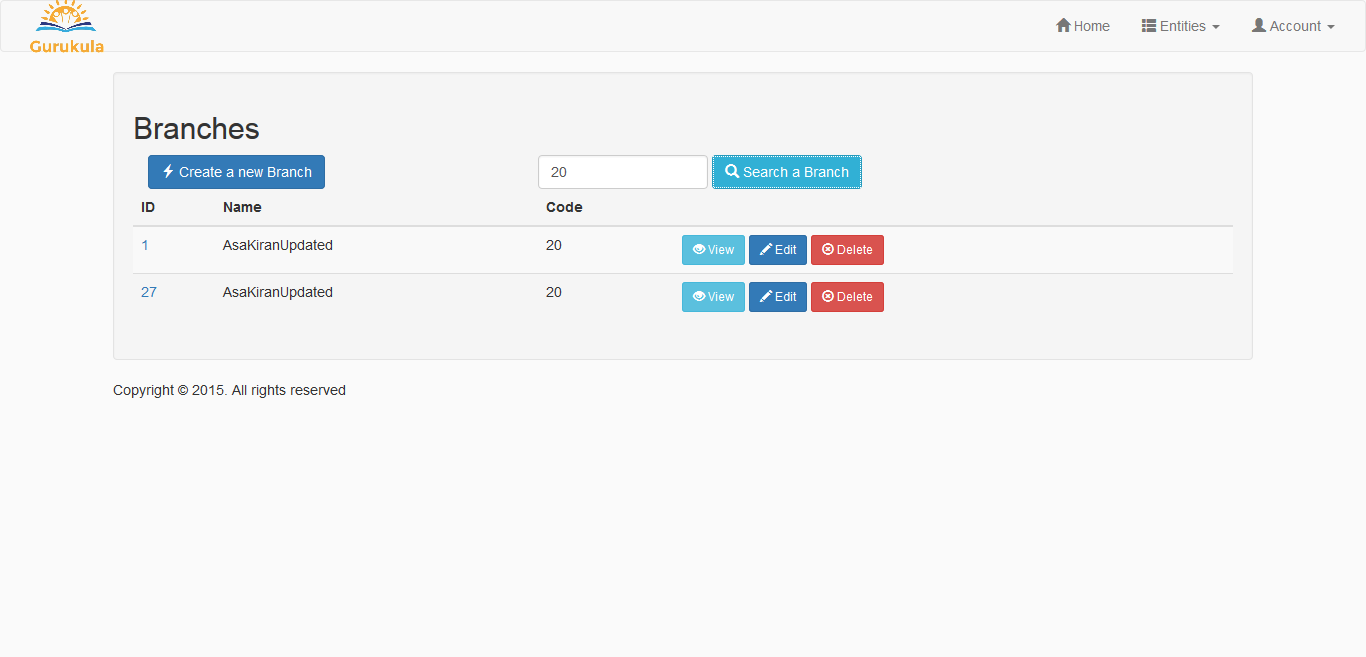 Gurukula
Home Entities Account
Branches
Create a new Branch 20 Search a Branch
ID Name Code
1 AsaKiranUpdated 20 View Edit Delete
27 AsaKiranUpdated 20 View Edit Delete
Copyright © 2015. All rights reserved